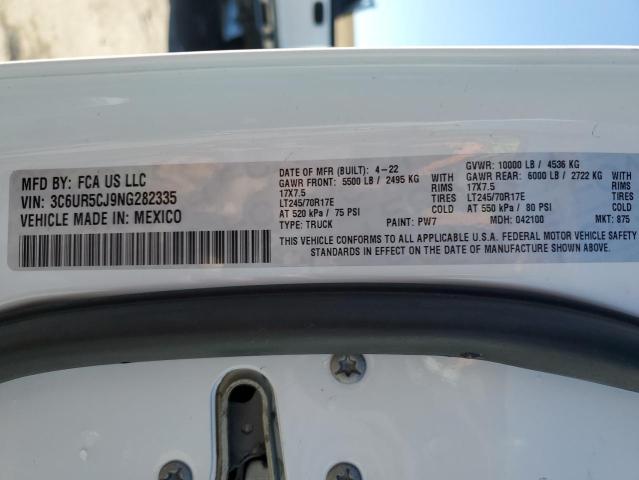 MFD BY: FCA US LLC
VIN: 3C6UR5CJ9NG282335
VEHICLE MADE IN: MEXICO
DATE OF MFR (BUILT): 4-22
GAWR FRONT: 5500 LB / 2495 KG WITH
17X7.5 RIMS
LT245/70R17E TIRES
AT 520 kPa / 75 PSI COLD
TYPE: TRUCK PAINT: PW7
GVWR: 10000 LB / 4536 KG
GAWR REAR: 6000 LB / 2722 KG WITH
17X7.5 RIMS
LT245/70R17E TIRES
AT 550 kPa / 80 PSI COLD
MDH: 042100 MKT: 875
THIS VEHICLE CONFORMS TO ALL APPLICABLE U.S.A. FEDERAL MOTOR VEHICLE SAFETY
STANDARDS IN EFFECT ON THE DATE OF MANUFACTURE SHOWN ABOVE.